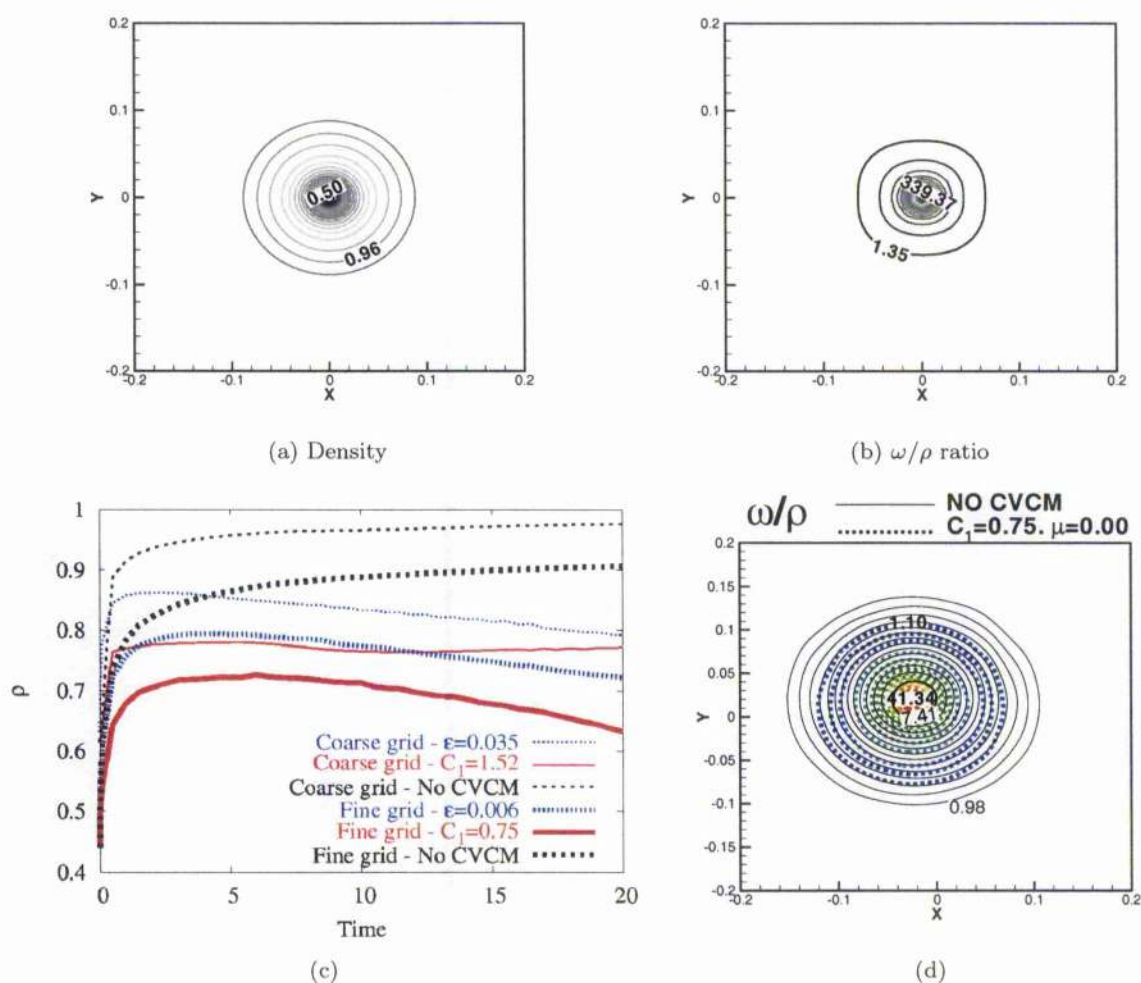 0.2
0.1
Y
0
-0.1
-0.2
-0.2
-0.1
0
0.1
0.2
X
0.50
0.96
(a) Density
0.2
0.1
Y
0
-0.1
-0.2
-0.2
-0.1
0
0.1
0.2
X
339.37
1.35
(b) ω/ρ ratio
1
0.9
0.8
0.7
0.6
0.5
0.4
ρ
Coarse grid - ε=0.035
Coarse grid - C₁=1.52
Coarse grid - No CVCM
Fine grid - ε=0.006
Fine grid - C₁=0.75
Fine grid - No CVCM
0
5
10
15
20
Time
(c)
ω/ρ
NO CVCM
C₁=0.75. μ=0.00
0.2
0.15
0.1
0.05
Y
0
-0.05
-0.1
-0.15
-0.2
-0.2
-0.1
0
0.1
0.2
X
1.10
41.34
7.41
0.98
(d)